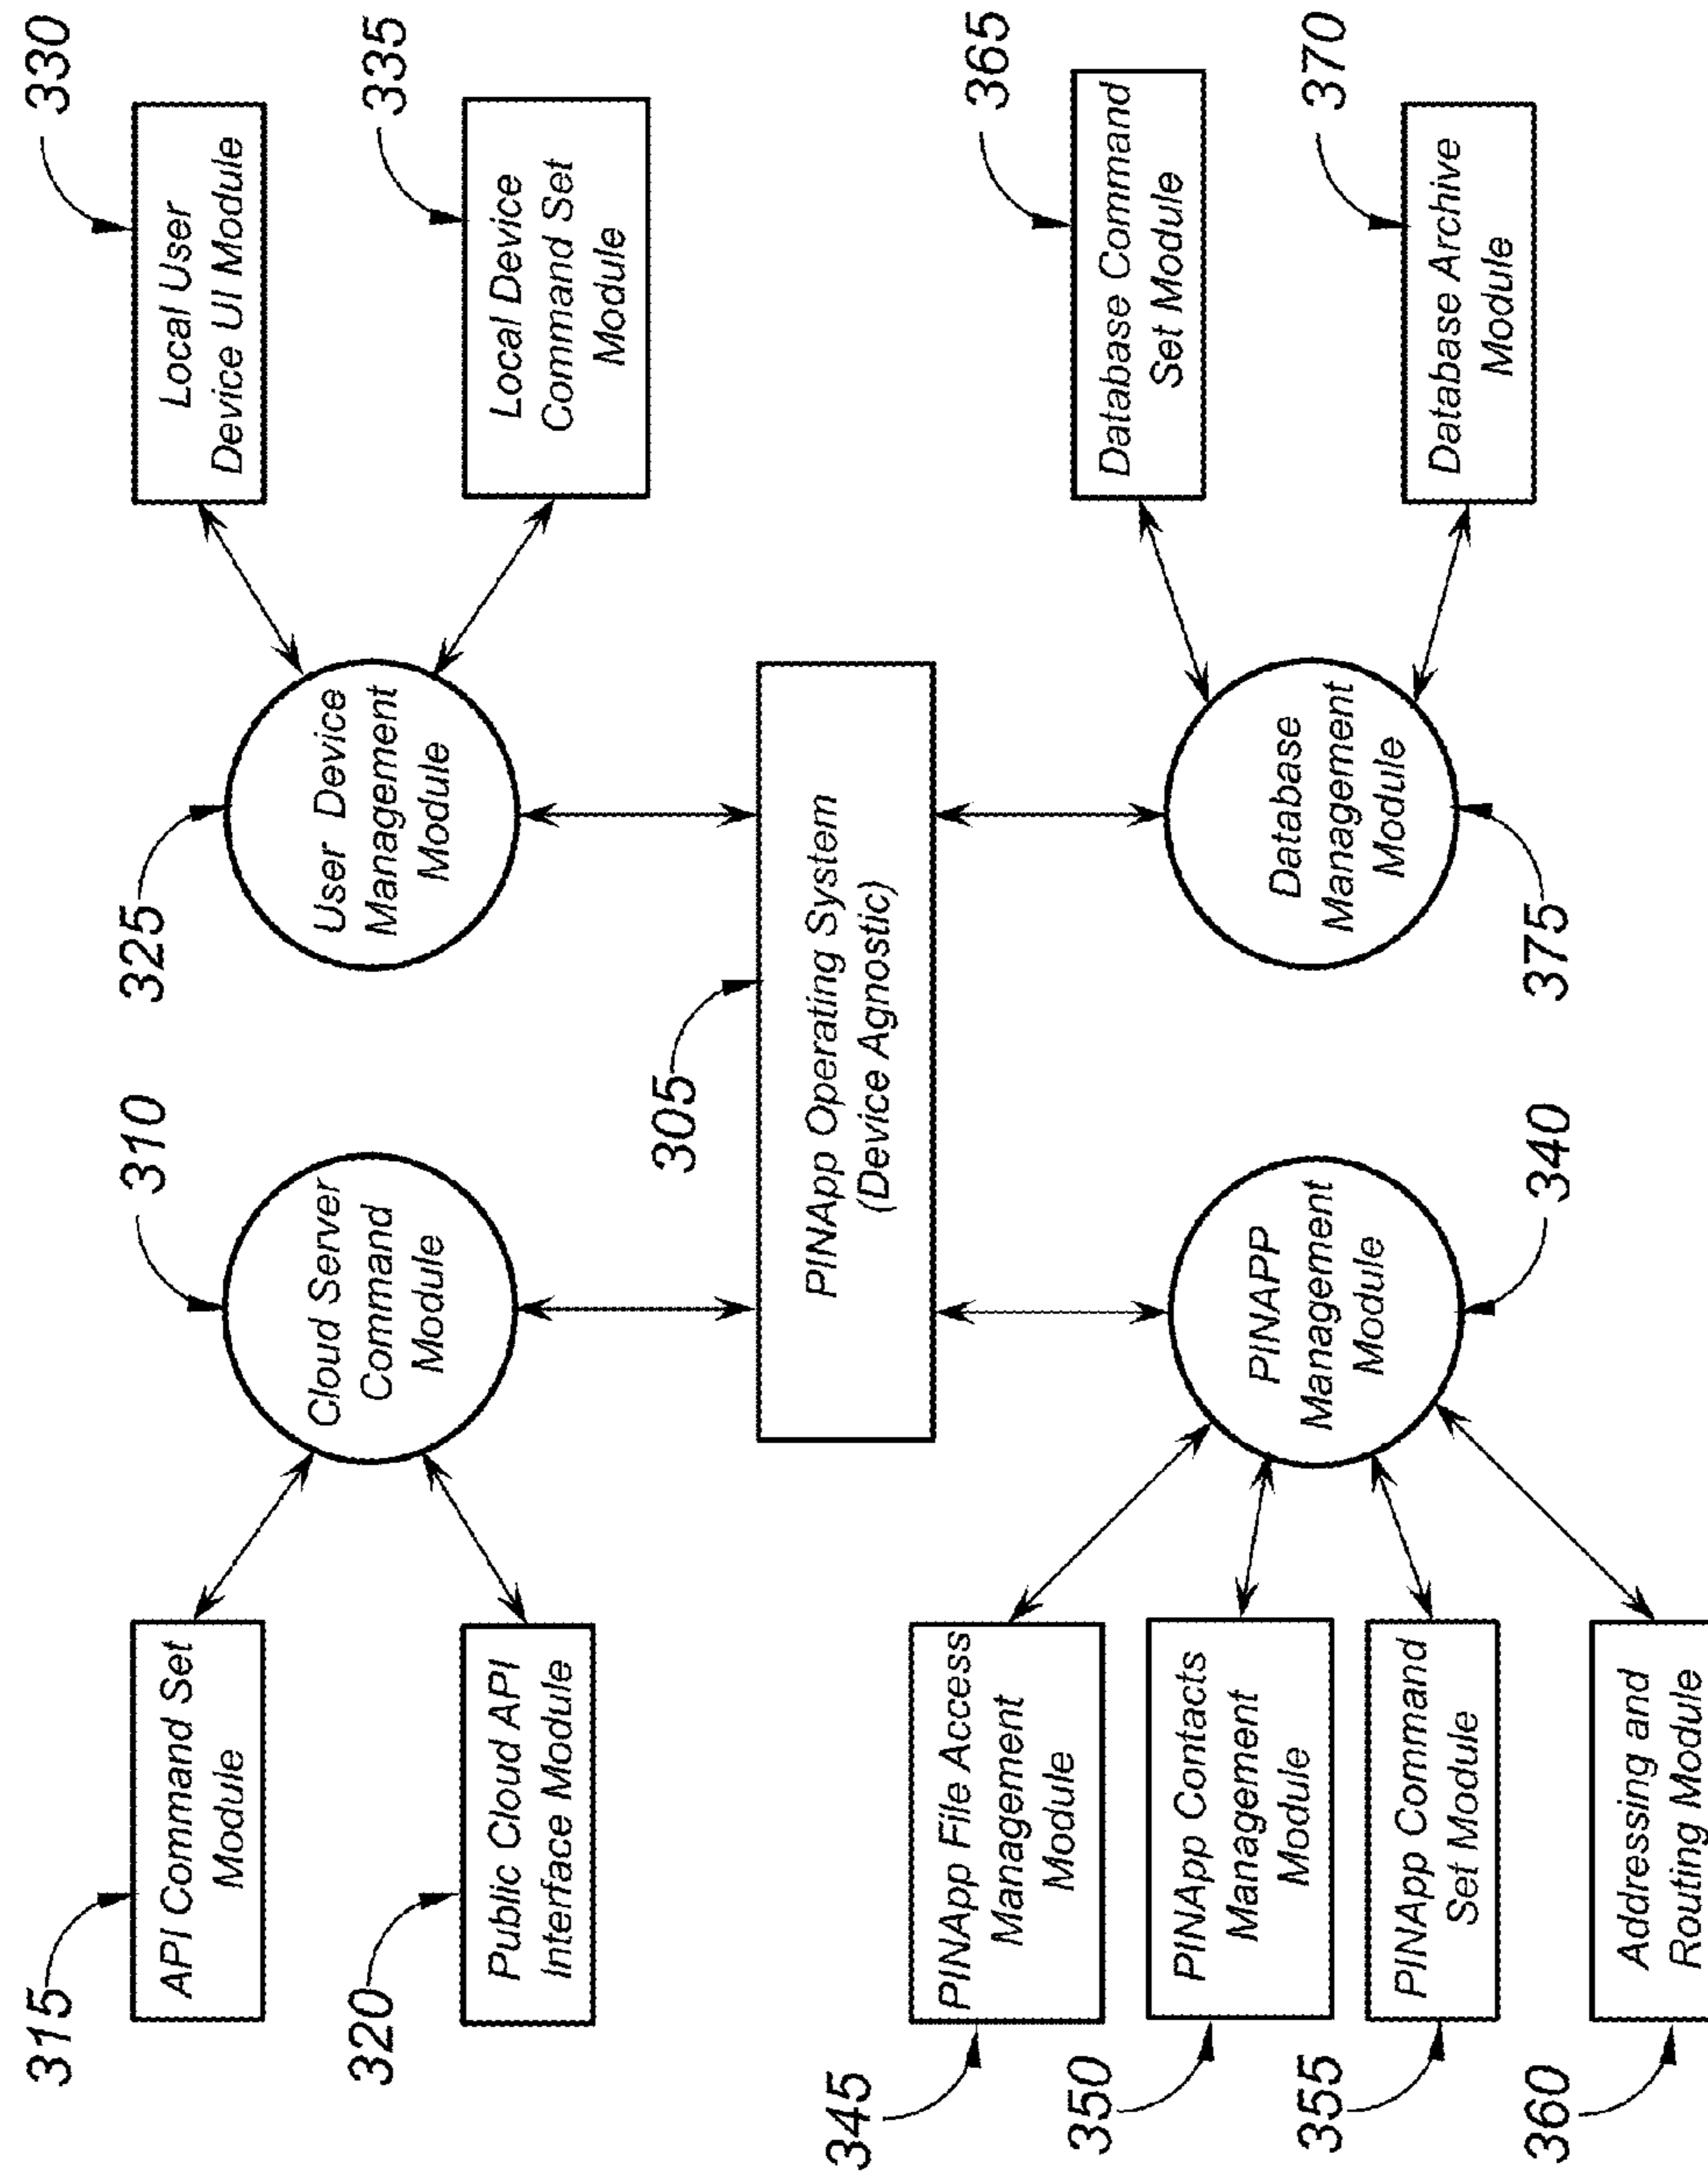 315
API Command Set
Module
320
Public Cloud API
Interface Module
310
Cloud Server
Command
Module
325
User Device
Management
Module
330
Local User
Device UI Module
335
Local Device
Command Set
Module
305
PINApp Operating System
(Device Agnostic)
345
PINApp File Access
Management
Module
350
PINApp Contacts
Management
Module
355
PINApp Command
Set Module
360
Addressing and
Routing Module
340
PINAPP
Management
Module
375
Database
Management
Module
365
Database Command
Set Module
370
Database Archive
Module